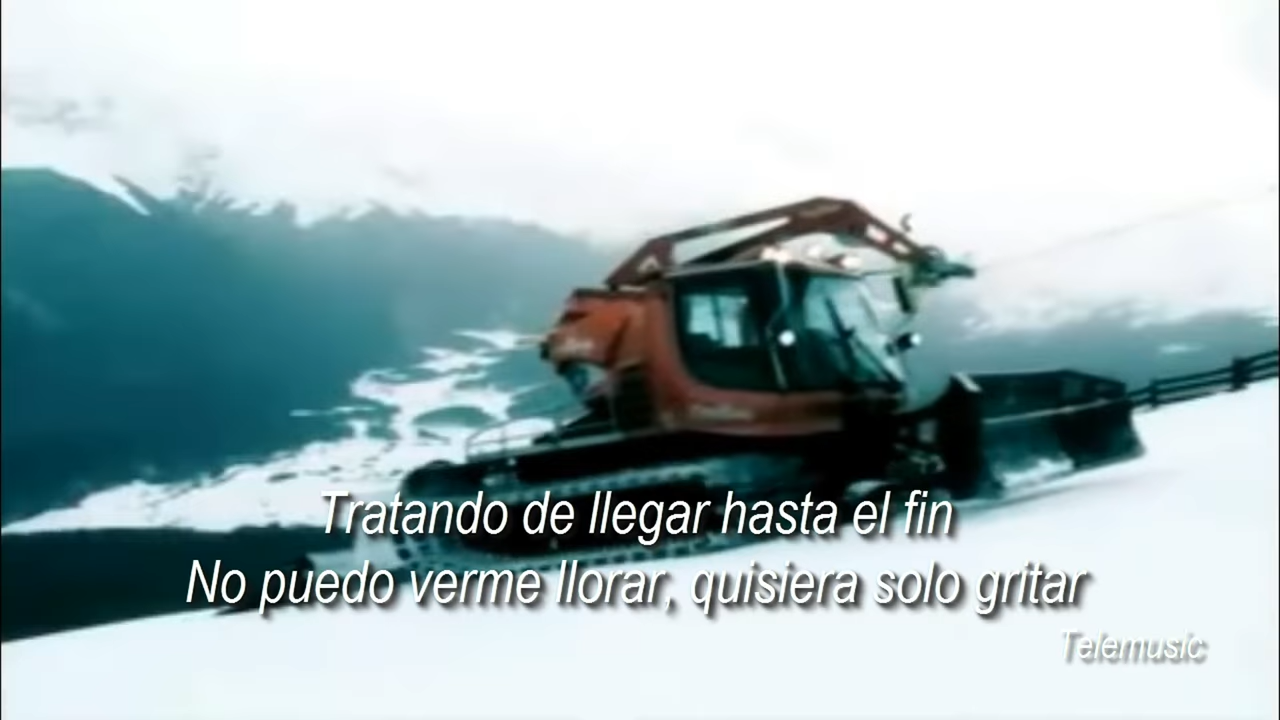 Tratando de llegar hasta el fin
No puedo verme llorar, quisiera solo gritar
Telemusic